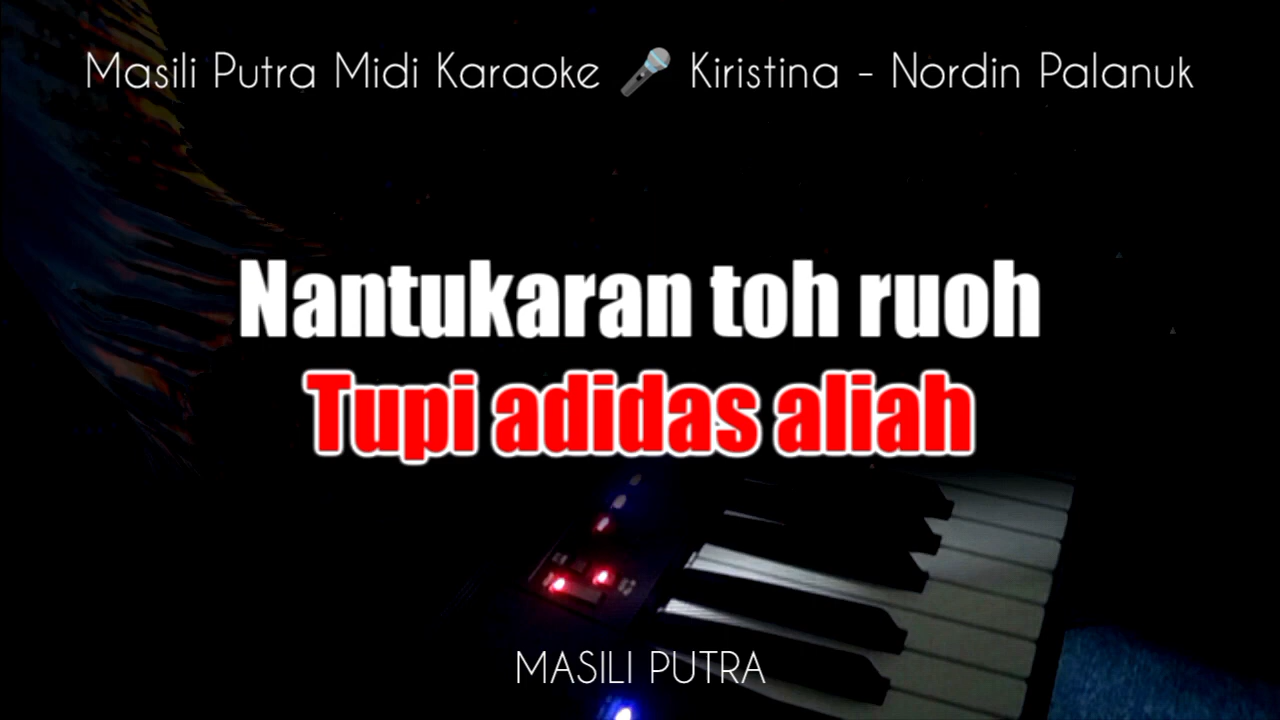 Masili Putra Midi Karaoke 🎤 Kiristina - Nordin Palanuk
Nantukaran toh ruoh
Tupi adidas aliah
MASILI PUTRA